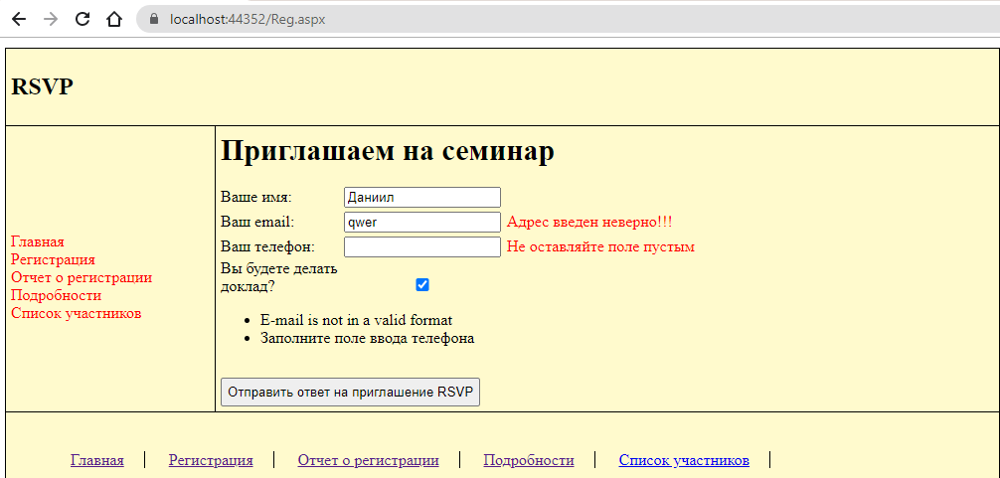 localhost:44352/Reg.aspx
RSVP
Приглашаем на семинар
Ваше имя: Даниил
Ваш email: qwer Адрес введен неверно!!!
Ваш телефон: Не оставляйте поле пустым
Вы будете делать
доклад?
Главная
Регистрация
Отчет о регистрации
Подробности
Список участников
E-mail is not in a valid format
Заполните поле ввода телефона
Отправить ответ на приглашение RSVP
Главная Регистрация Отчет о регистрации Подробности Список участников